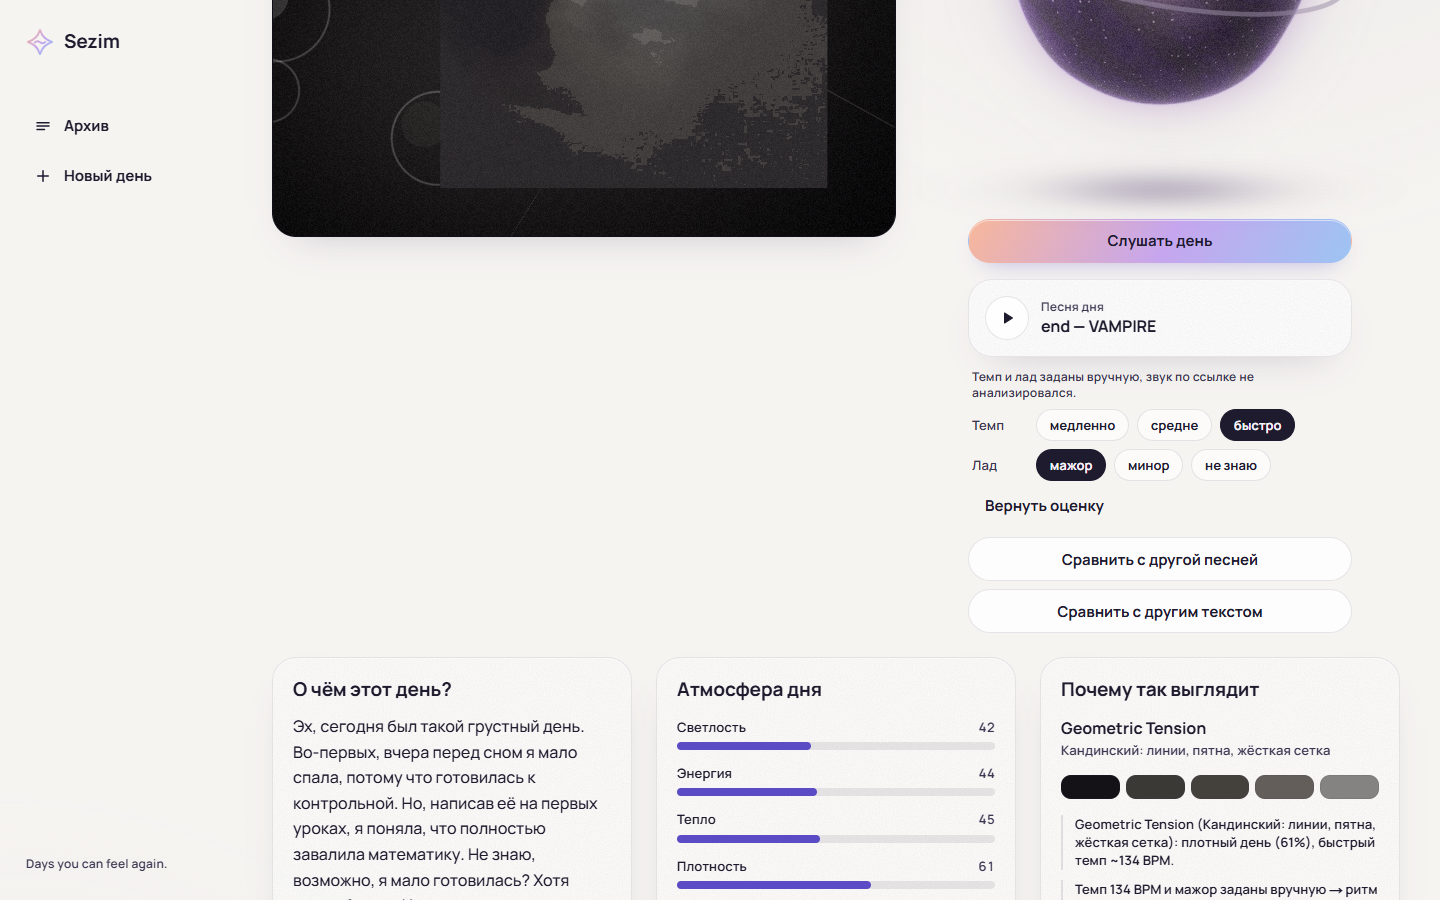 Sezim
Архив
Новый день
Слушать день
Песня дня
end — VAMPIRE
Темп и лад заданы вручную, звук по ссылке не
анализировался.
Темп медленно средне быстро
Лад мажор минор не знаю
Вернуть оценку
Сравнить с другой песней
Сравнить с другим текстом
О чём этот день?
Эх, сегодня был такой грустный день.
Во-первых, вчера перед сном я мало
спала, потому что готовилась к
контрольной. Но, написав её на первых
уроках, я поняла, что полностью
завалила математику. Не знаю,
возможно, я мало готовилась? Хотя
Атмосфера дня
Светлость 42
Энергия 44
Тепло 45
Плотность 61
Почему так выглядит
Geometric Tension
Кандинский: линии, пятна, жёсткая сетка
Geometric Tension (Кандинский: линии, пятна,
жёсткая сетка): плотный день (61%), быстрый
темп ~134 BPM.
Темп 134 BPM и мажор заданы вручную → ритм
Days you can feel again.